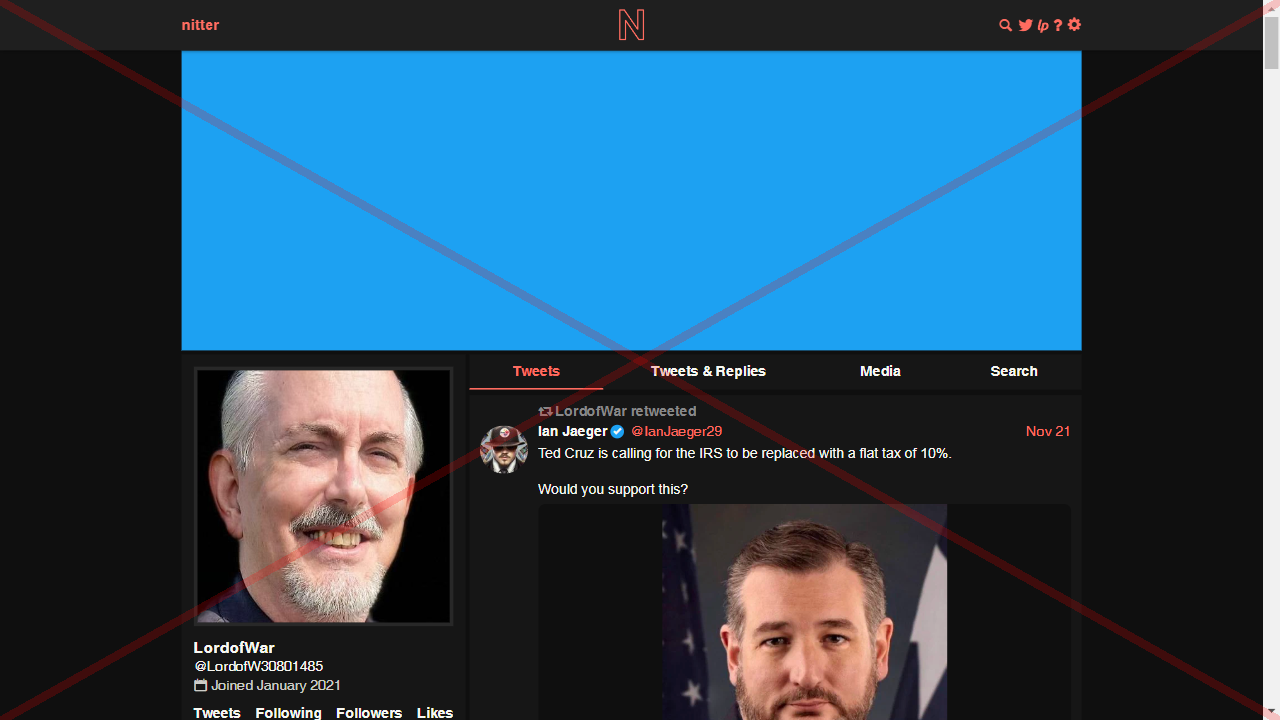 nitter
N
lp ?
Tweets
Tweets & Replies
Media
Search
LordofWar retweeted
Ian Jaeger @IanJaeger29 Nov 21
Ted Cruz is calling for the IRS to be replaced with a flat tax of 10%.
Would you support this?
LordofWar
@LordofW30801485
Joined January 2021
Tweets Following Followers Likes